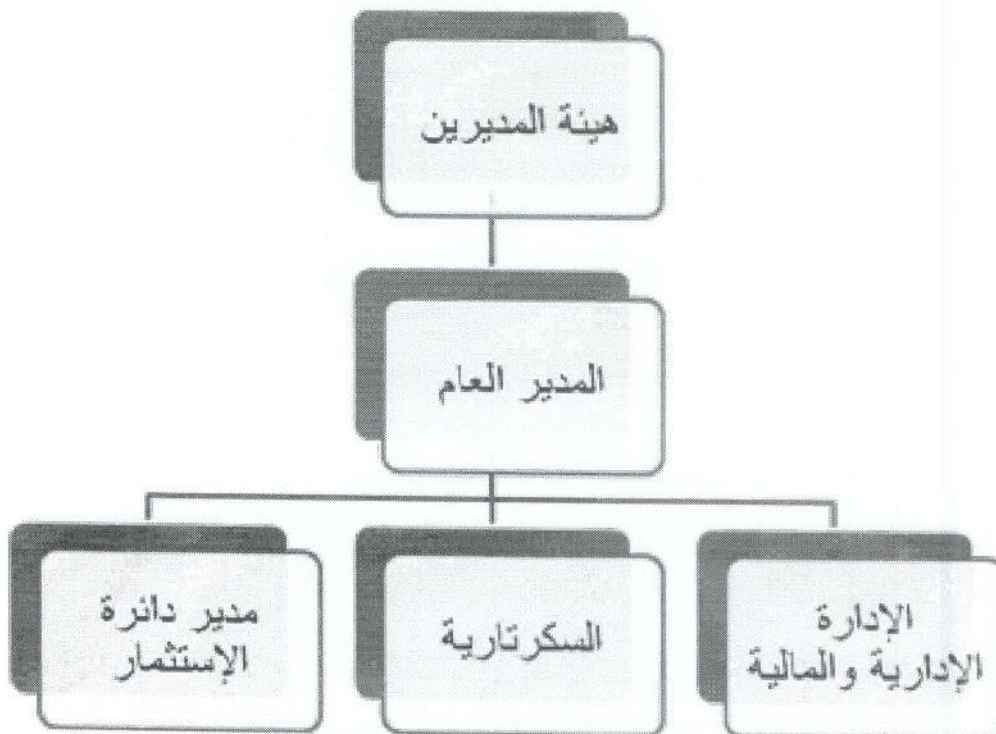 هيئة المديرين
المدير العام
الإدارة
الإدارية والمالية
السكرتارية
مدير دائرة
الإستثمار